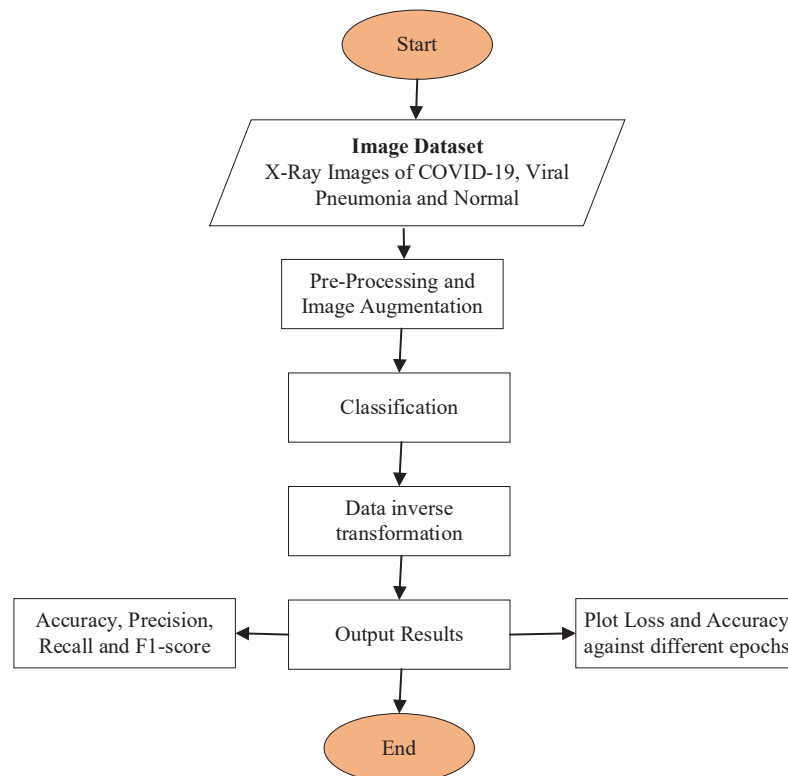 Start
Image Dataset
X-Ray Images of COVID-19, Viral
Pneumonia and Normal
Pre-Processing and
Image Augmentation
Classification
Data inverse
transformation
Accuracy, Precision,
Recall and F1-score
Output Results
Plot Loss and Accuracy
against different epochs
End